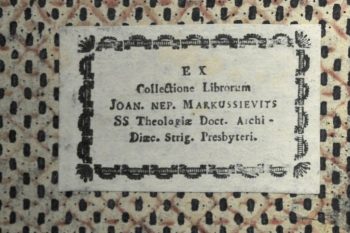 EX
Collectione Librorum
JOAN. NEP. MARKUSSIEVITS
SS Theologiæ Doct. Archi-
Diæc. Strig. Presbyteri.